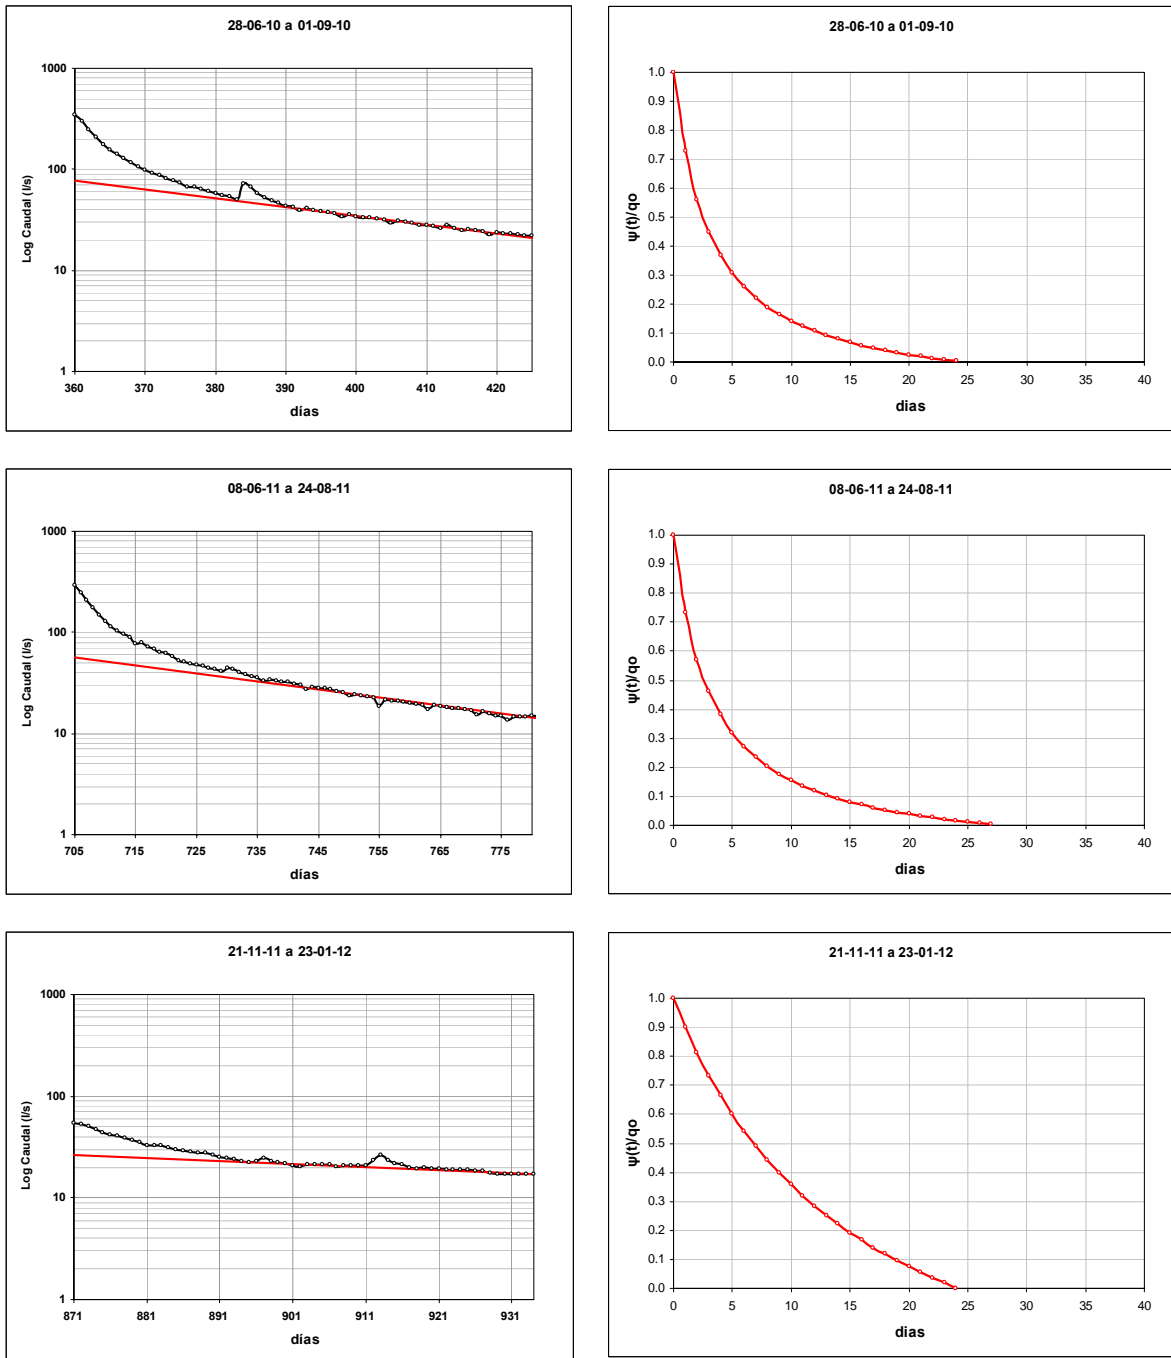 28-06-10 a 01-09-10
1000
100
10
1
Log Caudal (l/s)
360 370 380 390 400 410 420
días
28-06-10 a 01-09-10
1.0
0.9
0.8
0.7
0.6
0.5
0.4
0.3
0.2
0.1
0.0
ψ(t)/qo
0 5 10 15 20 25 30 35 40
dias
08-06-11 a 24-08-11
1000
100
10
1
Log Caudal (l/s)
705 715 725 735 745 755 765 775
días
08-06-11 a 24-08-11
1.0
0.9
0.8
0.7
0.6
0.5
0.4
0.3
0.2
0.1
0.0
ψ(t)/qo
0 5 10 15 20 25 30 35 40
dias
21-11-11 a 23-01-12
1000
100
10
1
Log Caudal (l/s)
871 881 891 901 911 921 931
días
21-11-11 a 23-01-12
1.0
0.9
0.8
0.7
0.6
0.5
0.4
0.3
0.2
0.1
0.0
ψ(t)/qo
0 5 10 15 20 25 30 35 40
dias